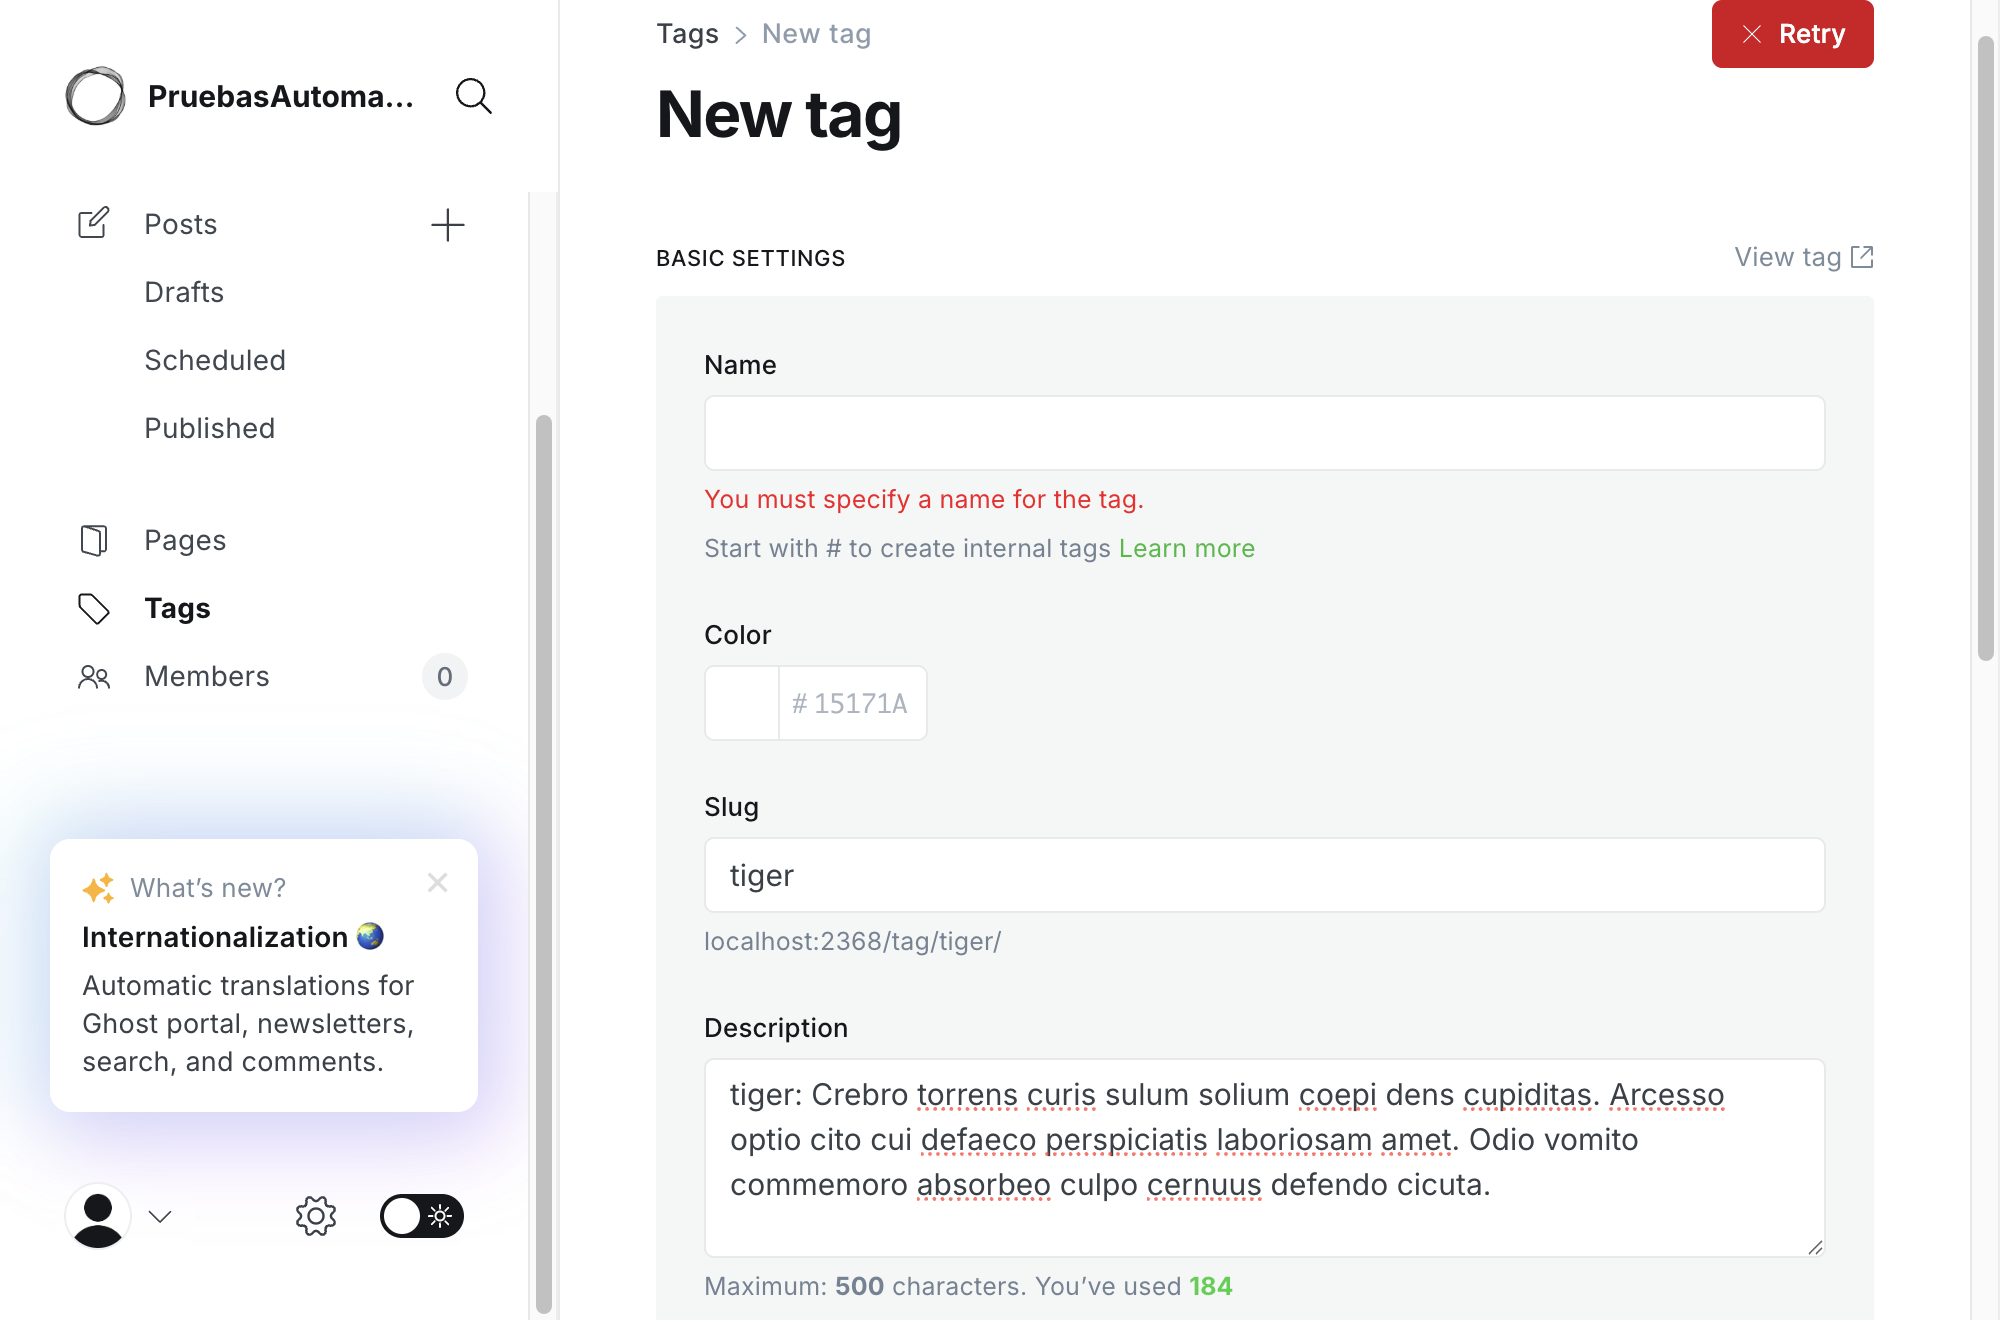 PruebasAutoma...
Posts
Drafts
Scheduled
Published
Pages
Tags
Members
0
What’s new?
Internationalization
Automatic translations for
Ghost portal, newsletters,
search, and comments.
Tags > New tag
Retry
New tag
BASIC SETTINGS
View tag
Name
You must specify a name for the tag.
Start with # to create internal tags Learn more
Color
# 15171A
Slug
tiger
localhost:2368/tag/tiger/
Description
tiger: Crebro torrens curis sulum solium coepi dens cupiditas. Arcesso
optio cito cui defaeco perspiciatis laboriosam amet. Odio vomito
commemoro absorbeo culpo cernuus defendo cicuta.
Maximum: 500 characters. You’ve used 184